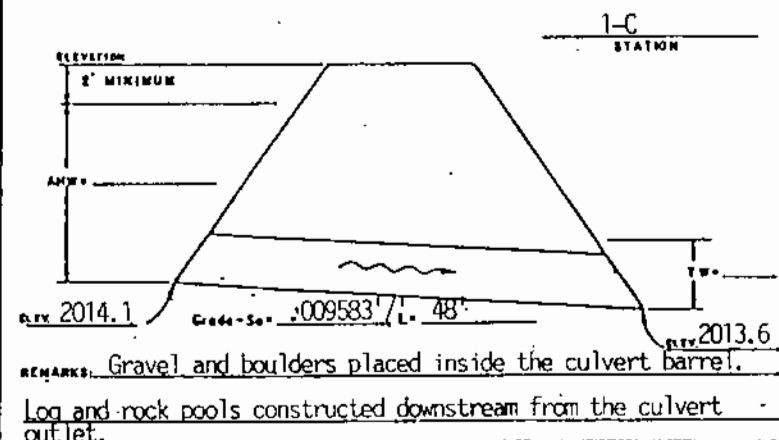 1-C
STATION
ELEVATION
2' MINIMUM
AHW=
TW=
ELEV. 2014.1
Grade-So= .009583'/' L= 48'
ELEV. 2013.6
REMARKS: Gravel and boulders placed inside the culvert barrel.
Log and rock pools constructed downstream from the culvert
outlet.